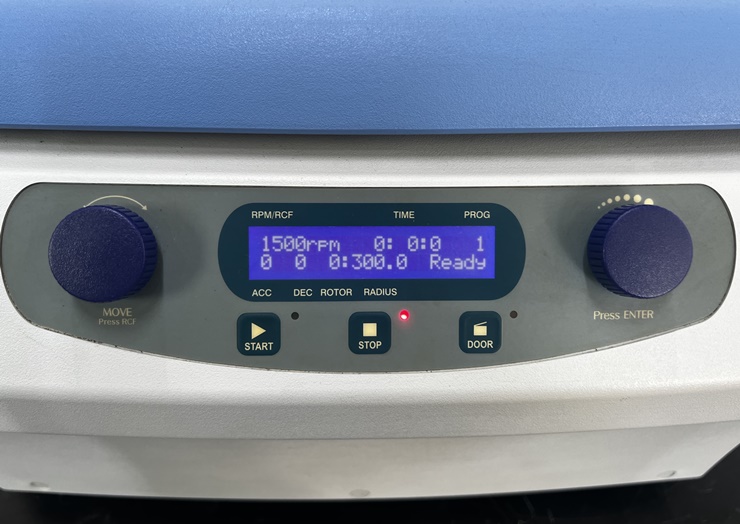 RPM/RCF TIME PROG
1500rpm 0: 0:0 1
0 0 0:300.0 Ready
ACC DEC ROTOR RADIUS
MOVE
Press RCF
Press ENTER
START STOP DOOR